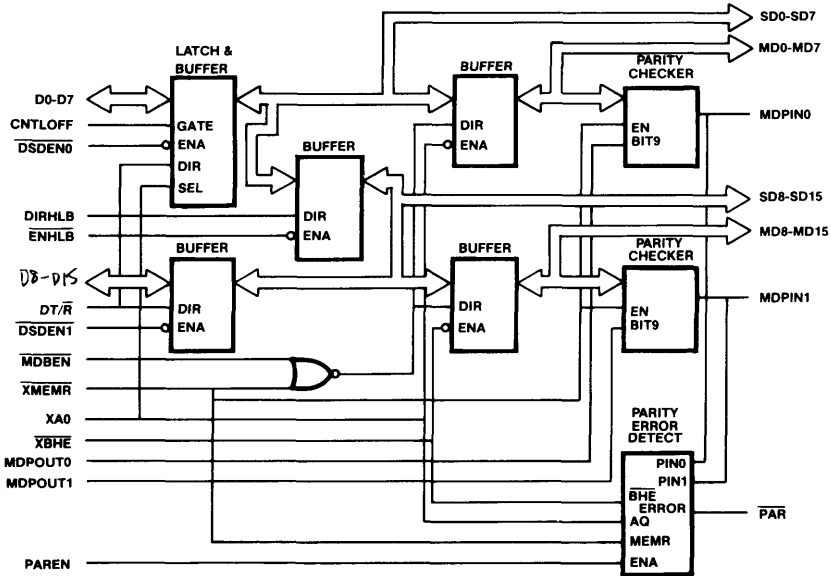 SD0-SD7
MD0-MD7
LATCH &
BUFFER
BUFFER
PARITY
CHECKER
D0-D7
CNTLOFF
DSDEN0
GATE
ENA
DIR
SEL
DIR
ENA
EN
BIT9
MDPIN0
BUFFER
DIRHLB
ENHLB
DIR
ENA
SD8-SD15
MD8-MD15
BUFFER
BUFFER
PARITY
CHECKER
D8-D15
DT/R
DSDEN1
DIR
ENA
DIR
ENA
EN
BIT9
MDPIN1
MDBEN
XMEMR
XA0
XBHE
MDPOUT0
MDPOUT1
PARITY
ERROR
DETECT
PIN0
PIN1
BHE
ERROR
AQ
MEMR
ENA
PAR
PAREN